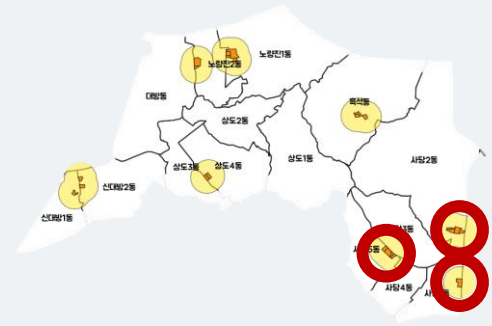 노량진1동
노량진2동
대방동
흑석동
상도2동
상도3동
상도4동
상도1동
사당2동
신대방2동
신대방1동
사당4동